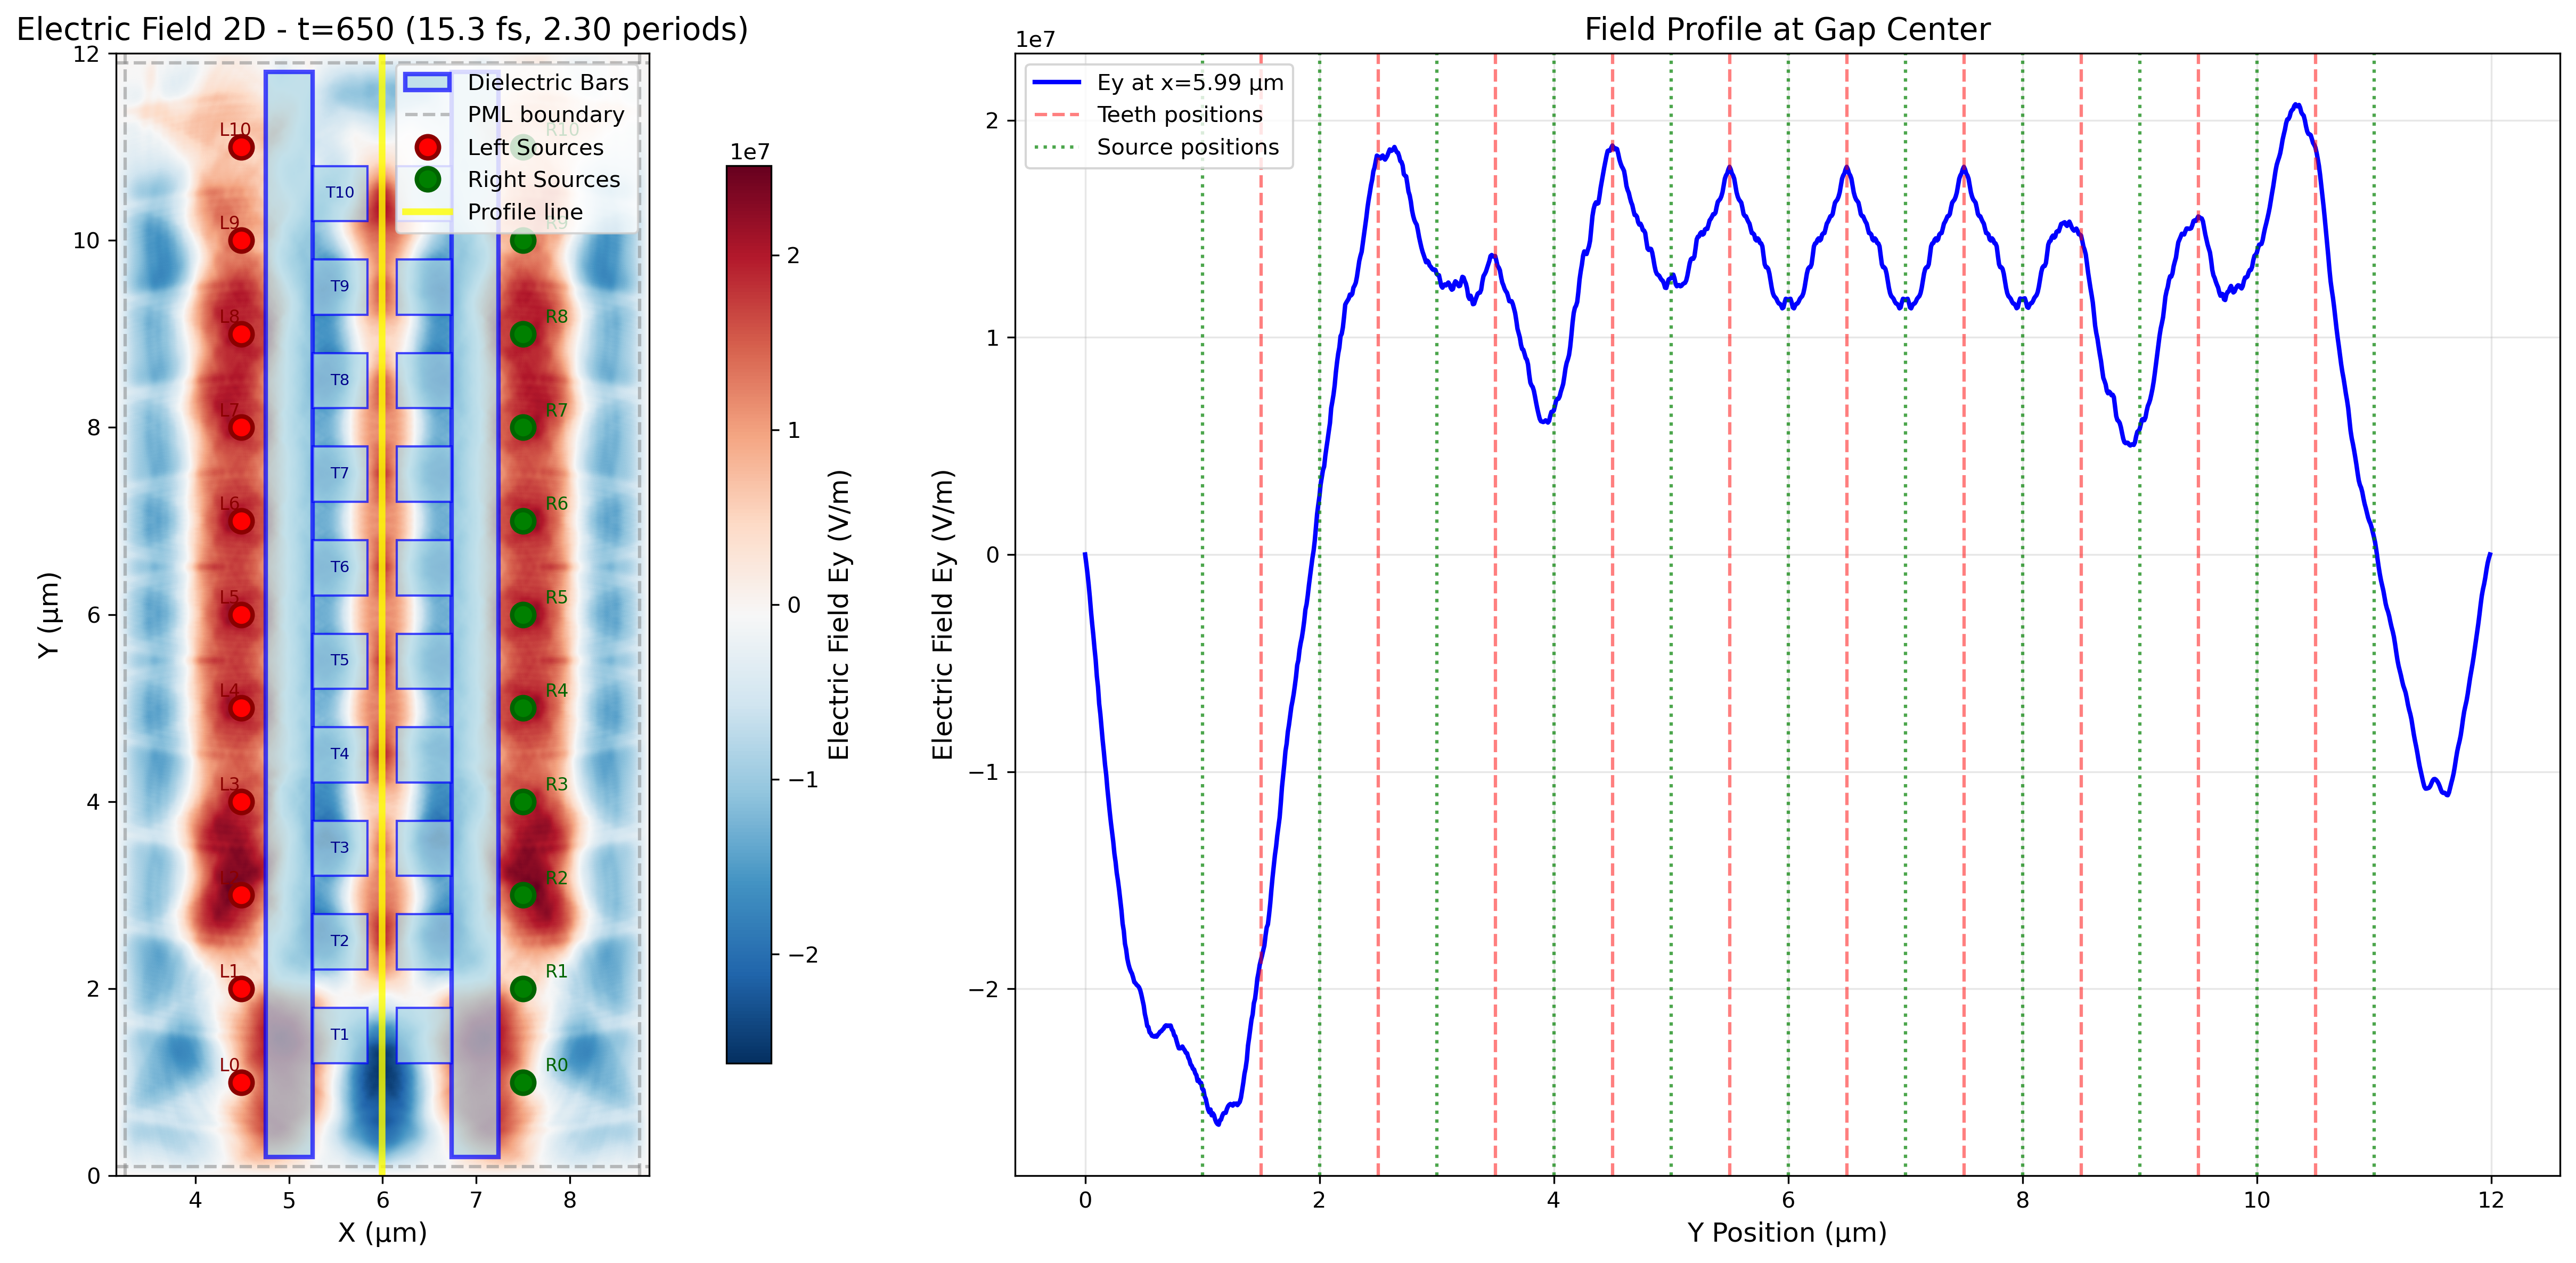 Electric Field 2D - t=650 (15.3 fs, 2.30 periods)
Dielectric Bars
PML boundary
Left Sources
Right Sources
Profile line
L10
L9
L8
L7
L6
L5
L4
L3
L2
L1
L0
T10
T9
T8
T7
T6
T5
T4
T3
T2
T1
R10
R9
R8
R7
R6
R5
R4
R3
R2
R1
R0
12
10
8
6
4
2
0
Y (μm)
4 5 6 7 8
X (μm)
1e7
2
1
0
−1
−2
Electric Field Ey (V/m)
Field Profile at Gap Center
1e7
Ey at x=5.99 μm
Teeth positions
Source positions
2
1
0
−1
−2
Electric Field Ey (V/m)
0 2 4 6 8 10 12
Y Position (μm)